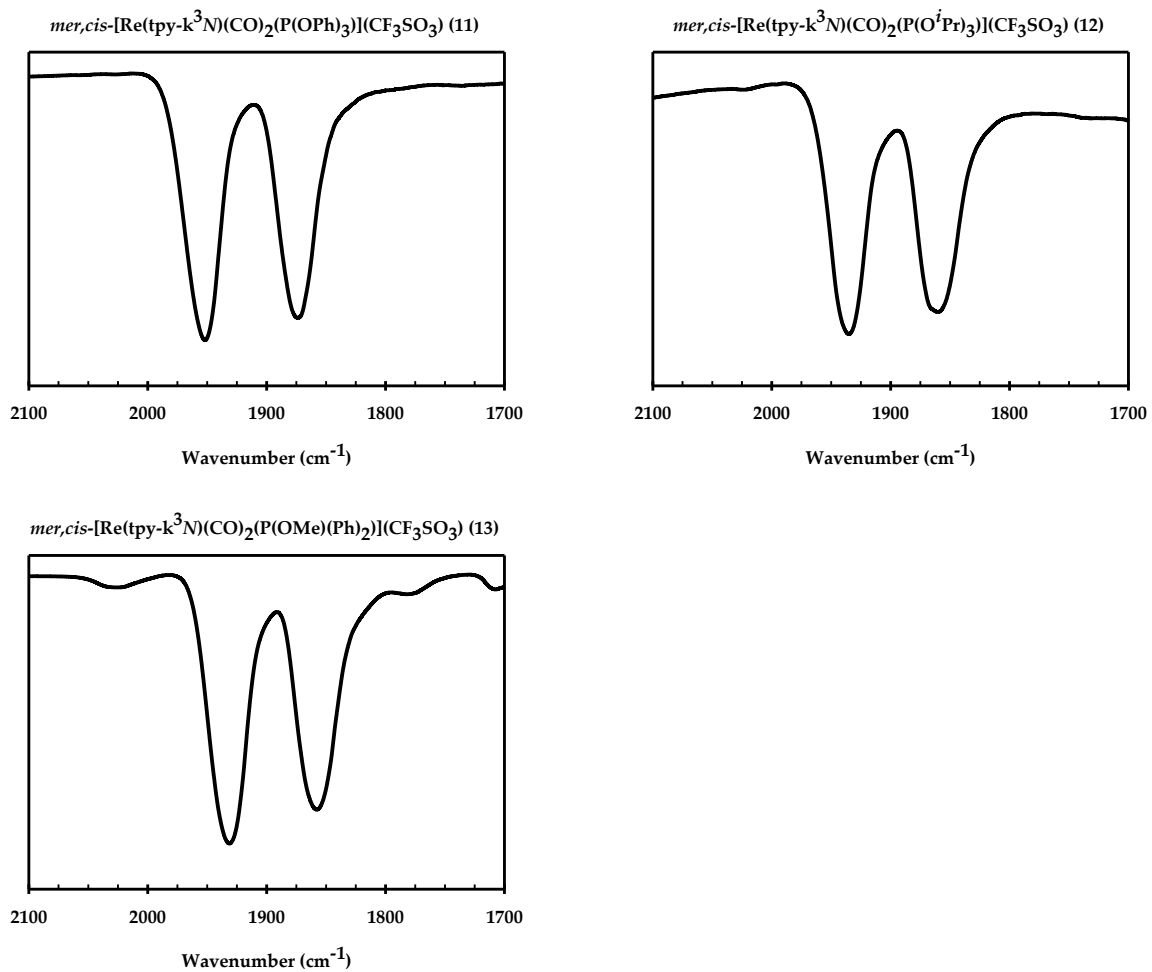 mer,cis-[Re(tpy-k³N)(CO)₂(P(OPh)₃)](CF₃SO₃) (11)
2100 2000 1900 1800 1700
Wavenumber (cm⁻¹)
mer,cis-[Re(tpy-k³N)(CO)₂(P(OⁱPr)₃)](CF₃SO₃) (12)
2100 2000 1900 1800 1700
Wavenumber (cm⁻¹)
mer,cis-[Re(tpy-k³N)(CO)₂(P(OMe)(Ph)₂)](CF₃SO₃) (13)
2100 2000 1900 1800 1700
Wavenumber (cm⁻¹)